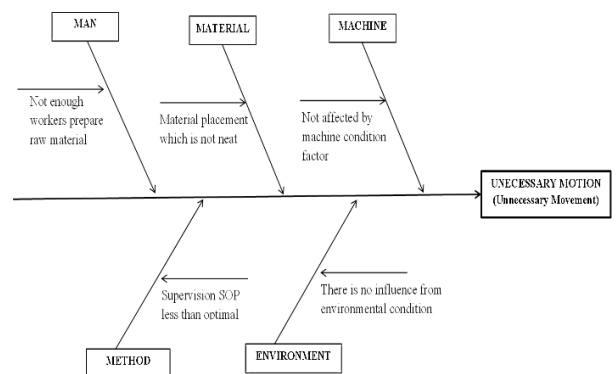 MAN
MATERIAL
MACHINE
Not enough
workers prepare
raw material
Material placement
which is not neat
Not affected by
machine condition
factor
UNECESSARY MOTION
(Unnecessary Movement)
Supervision SOP
less than optimal
There is no influence from
environmental condition
METHOD
ENVIRONMENT